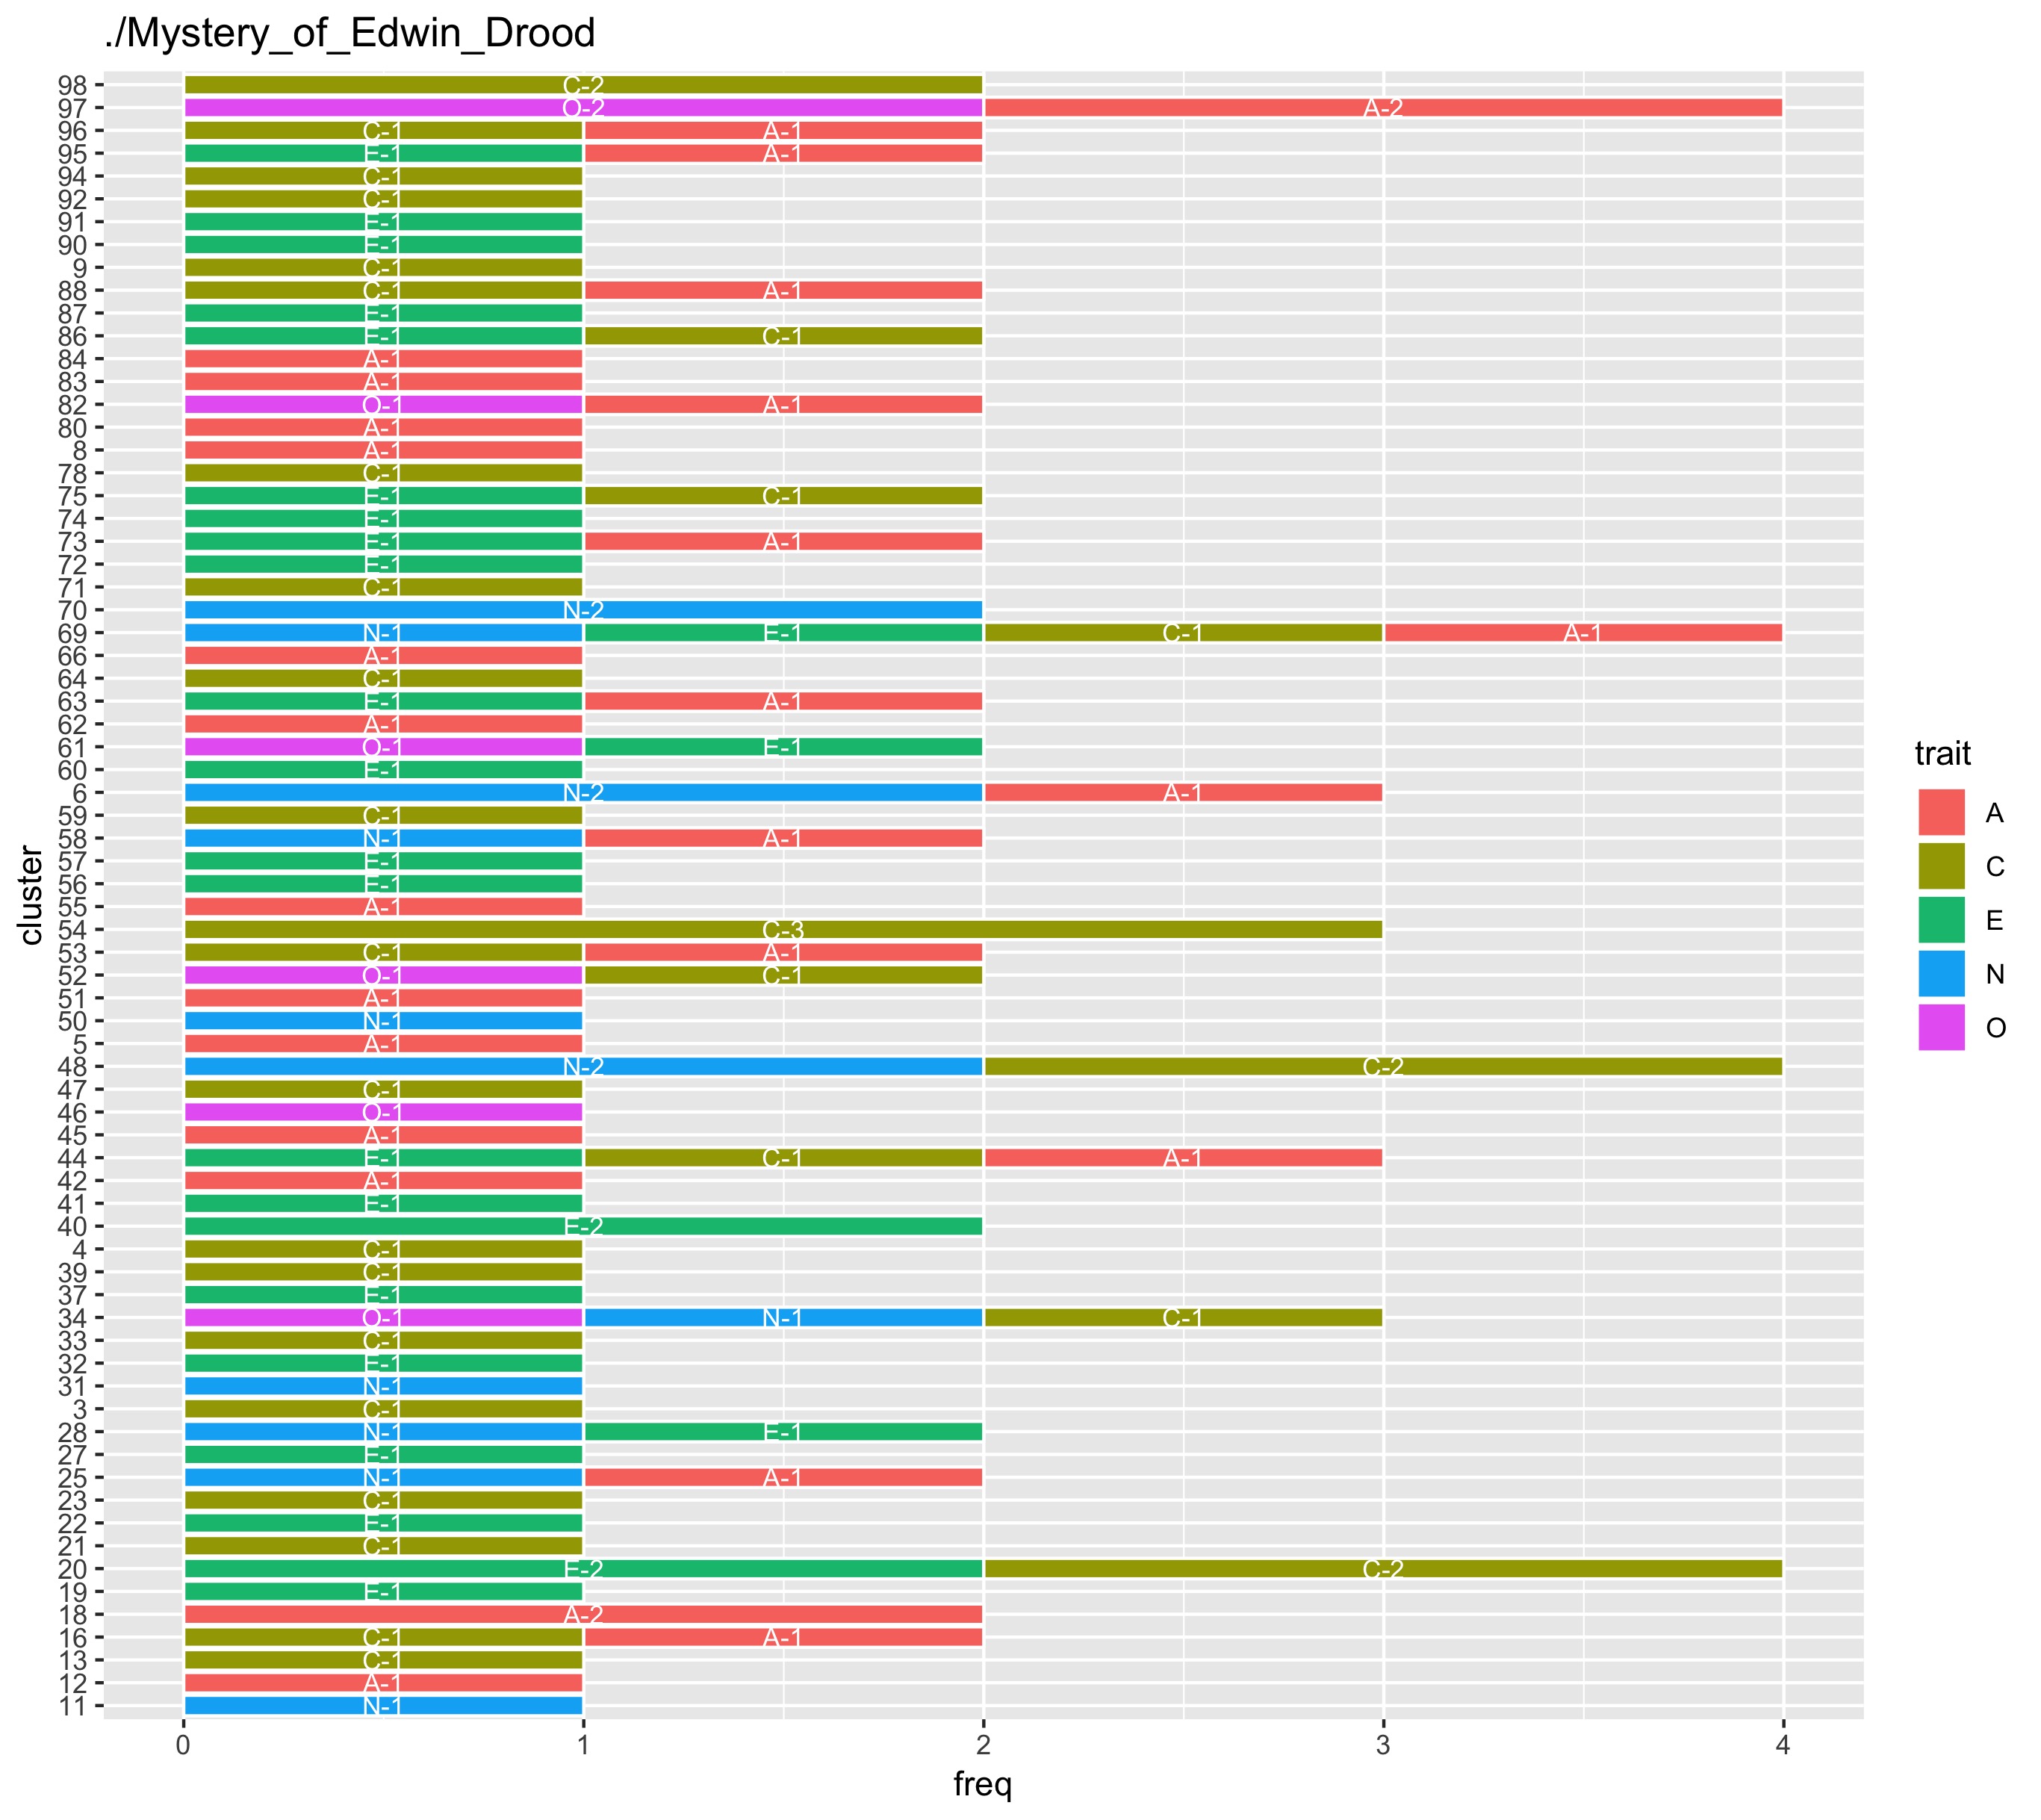 ./Mystery_of_Edwin_Drood
98 C-2
97 O-2 A-2
96 C-1 A-1
95 E-1 A-1
94 C-1
92 C-1
91 E-1
90 E-1
9 C-1
88 C-1 A-1
87 E-1
86 E-1 C-1
84 A-1
83 A-1
82 O-1 A-1
80 A-1
8 A-1
78 C-1
75 E-1 C-1
74 E-1
73 E-1 A-1
72 E-1
71 C-1
70 N-2
69 N-1 E-1 C-1 A-1
66 A-1
64 C-1
63 E-1 A-1
62 A-1
61 O-1 E-1
60 E-1
6 N-2 A-1
59 C-1
58 N-1 A-1
57 E-1
56 E-1
55 A-1
54 C-3
53 C-1 A-1
52 O-1 C-1
51 A-1
50 N-1
5 A-1
48 N-2 C-2
47 C-1
46 O-1
45 A-1
44 E-1 C-1 A-1
42 A-1
41 E-1
40 E-2
4 C-1
39 C-1
37 E-1
34 O-1 N-1 C-1
33 C-1
32 E-1
31 N-1
3 C-1
28 N-1 E-1
27 E-1
25 N-1 A-1
23 C-1
22 E-1
21 C-1
20 E-2 C-2
19 E-1
18 A-2
16 C-1 A-1
13 C-1
12 A-1
11 N-1
0 1 2 3 4
freq
cluster
trait
A
C
E
N
O